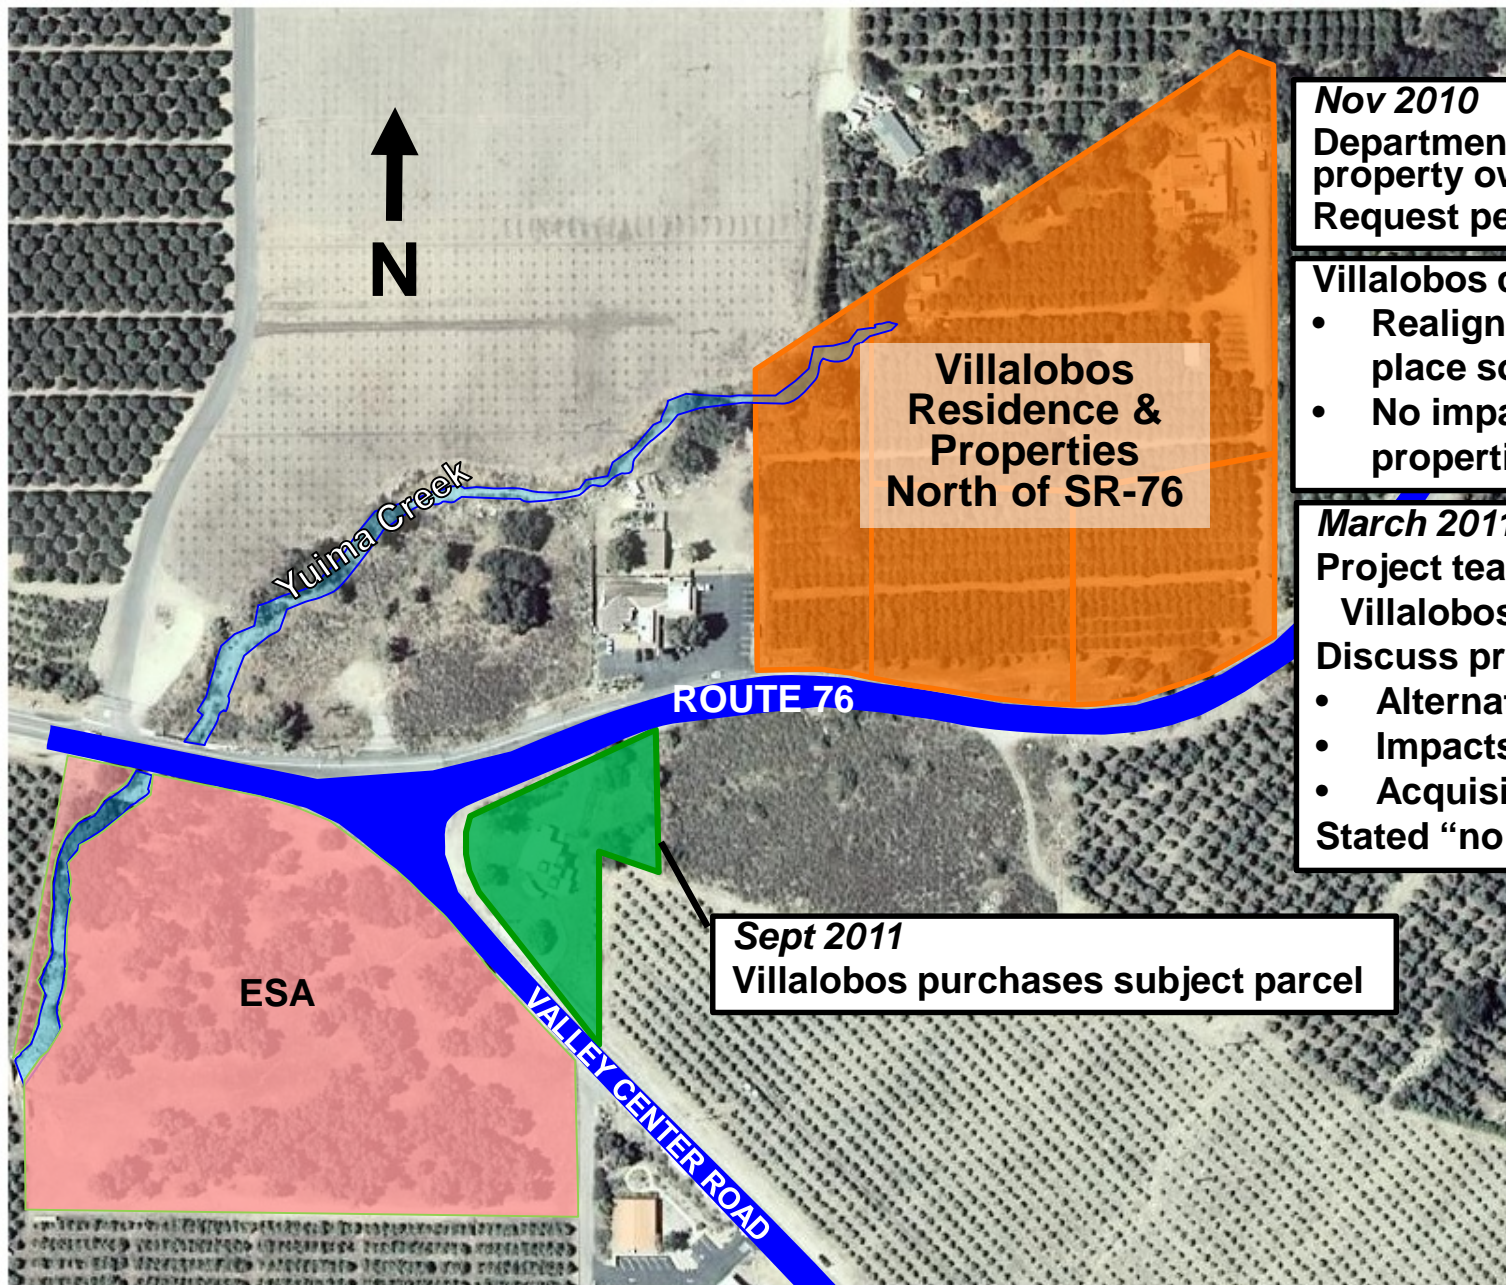 Nov 2010
Departmen
property ov
Request pe
Villalobos
• Realign
place so
• No impa
properti
March 2011
Project tea
Villalobos
Discuss pr
• Alternat
• Impacts
• Acquisi
Stated “no
N
Villalobos
Residence &
Properties
North of SR-76
Yuima Creek
ROUTE 76
Sept 2011
Villalobos purchases subject parcel
ESA
VALLEY CENTER ROAD